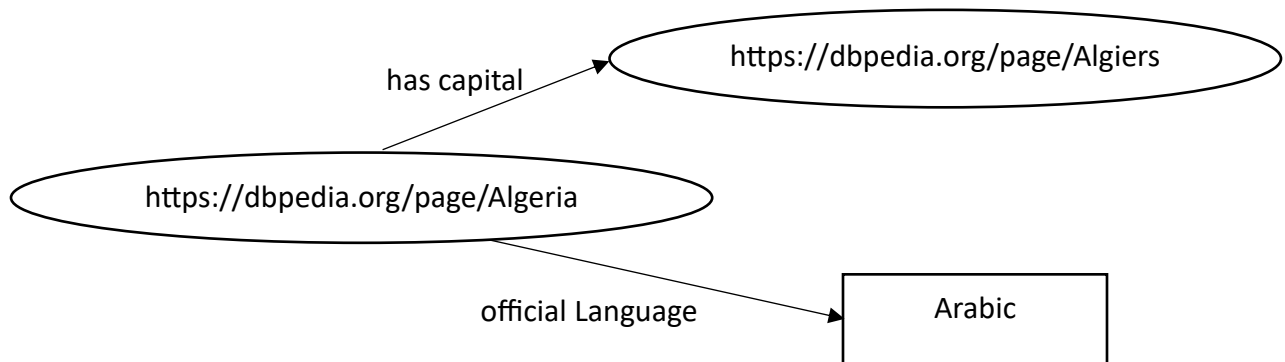 https://dbpedia.org/page/Algiers
has capital
https://dbpedia.org/page/Algeria
official Language
Arabic